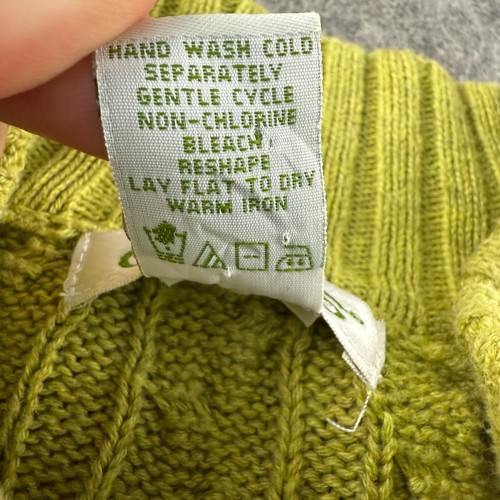 HAND WASH COLD
SEPARATELY
GENTLE CYCLE
NON-CHLORINE
BLEACH,
RESHAPE
LAY FLAT TO DRY
WARM IRON